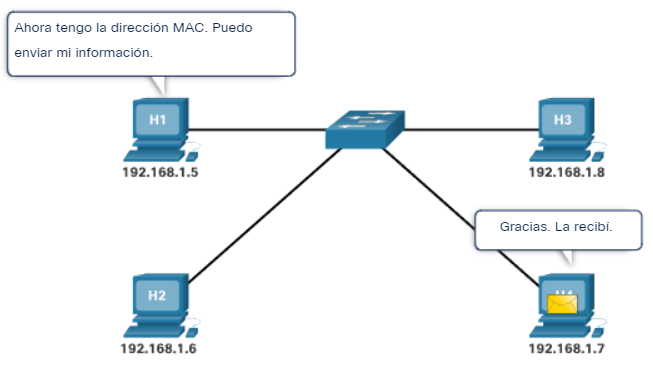 Ahora tengo la dirección MAC. Puedo
enviar mi información.
H1
H3
192.168.1.5
192.168.1.8
Gracias. La recibí.
H2
192.168.1.6
192.168.1.7